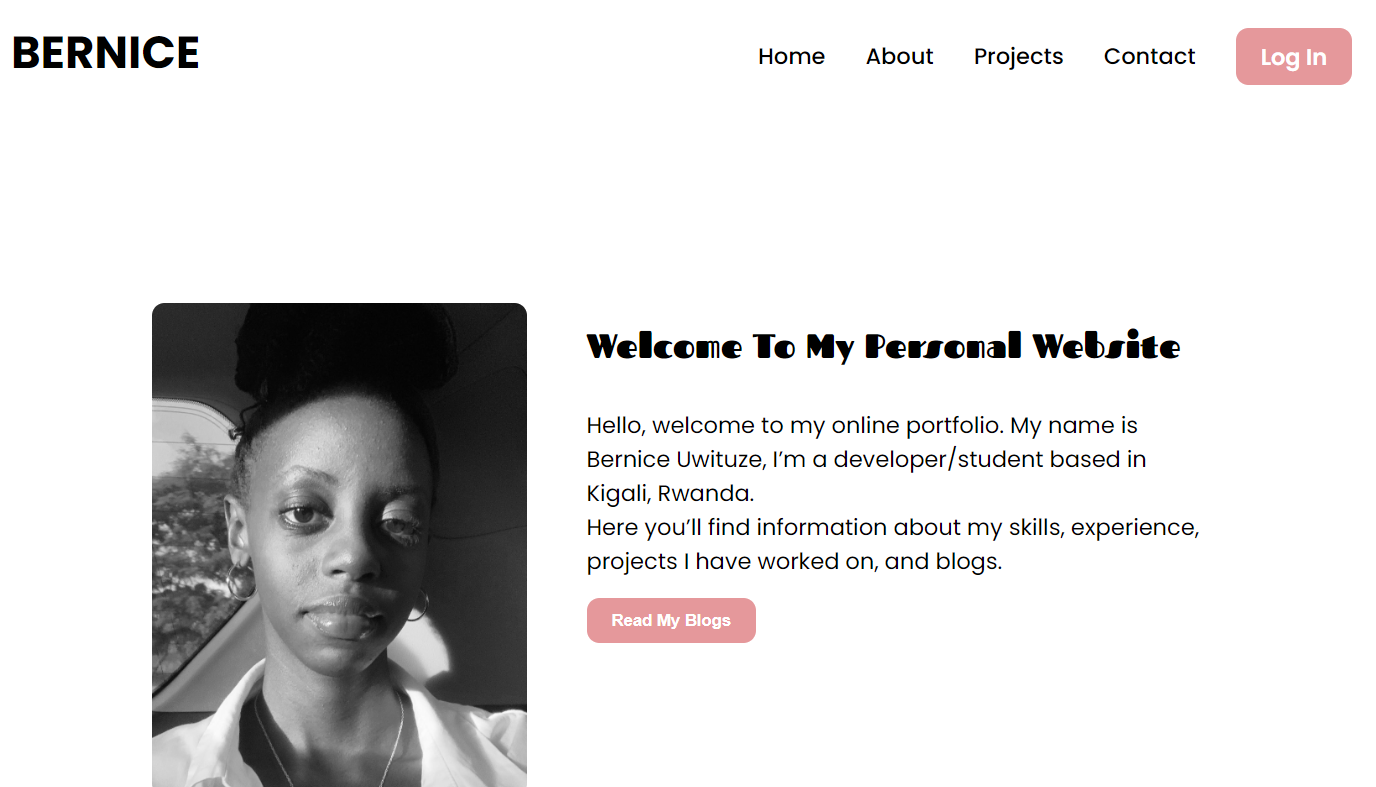 BERNICE
Home About Projects Contact Log In
Welcome To My Personal Website
Hello, welcome to my online portfolio. My name is
Bernice Uwituze, I’m a developer/student based in
Kigali, Rwanda.
Here you’ll find information about my skills, experience,
projects I have worked on, and blogs.
Read My Blogs